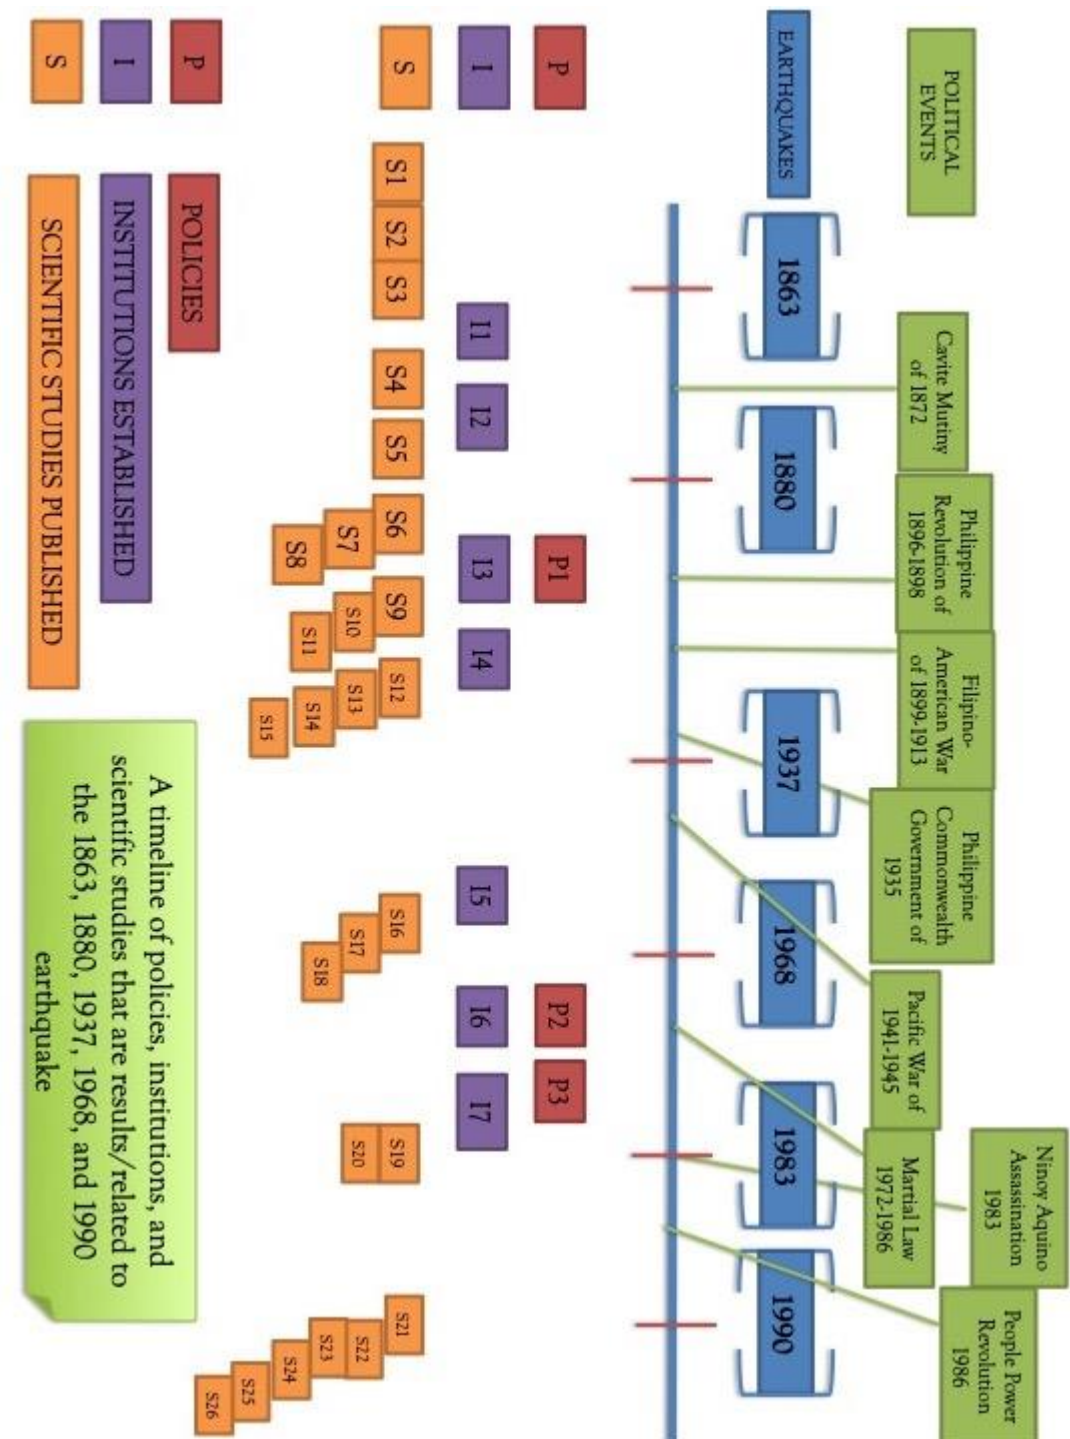 POLITICAL
EVENTS
Cavite Mutiny
of 1872
Philippine
Revolution of
1896-1898
Filipino-
American War
of 1899-1913
Philippine
Commonwealth
Government of
1935
Pacific War of
1941-1945
Martial Law
1972-1986
Ninoy Aquino
Assassination
1983
People Power
Revolution
1986
EARTHQUAKES
1863
1880
1937
1968
1983
1990
P
P1
P2
P3
I
I1
I2
I3
I4
I5
I6
I7
S
S1
S2
S3
S4
S5
S6
S7
S8
S9
S10
S11
S12
S13
S14
S15
S16
S17
S18
S19
S20
S21
S22
S23
S24
S25
S26
P
POLICIES
I
INSTITUTIONS ESTABLISHED
S
SCIENTIFIC STUDIES PUBLISHED
A timeline of policies, institutions, and
scientific studies that are results/related to
the 1863, 1880, 1937, 1968, and 1990
earthquake